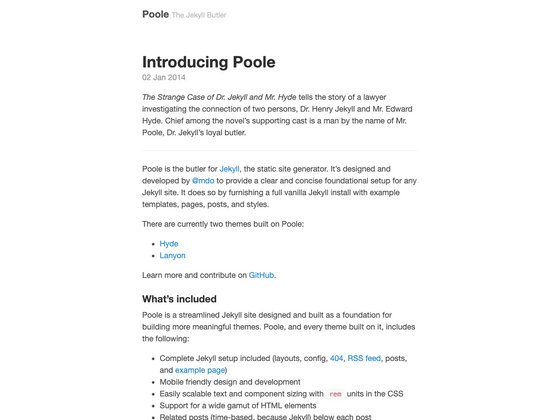 Poole The Jekyll Butler
Introducing Poole
02 Jan 2014
The Strange Case of Dr. Jekyll and Mr. Hyde tells the story of a lawyer
investigating the connection of two persons, Dr. Henry Jekyll and Mr. Edward
Hyde. Chief among the novel’s supporting cast is a man by the name of Mr.
Poole, Dr. Jekyll’s loyal butler.
Poole is the butler for Jekyll, the static site generator. It’s designed and
developed by @mdo to provide a clear and concise foundational setup for any
Jekyll site. It does so by furnishing a full vanilla Jekyll install with example
templates, pages, posts, and styles.
There are currently two themes built on Poole:
• Hyde
• Lanyon
Learn more and contribute on GitHub.
What’s included
Poole is a streamlined Jekyll site designed and built as a foundation for
building more meaningful themes. Poole, and every theme built on it, includes
the following:
• Complete Jekyll setup included (layouts, config, 404, RSS feed, posts,
and example page)
• Mobile friendly design and development
• Easily scalable text and component sizing with rem units in the CSS
• Support for a wide gamut of HTML elements
• Related posts (time-based, because Jekyll) below each post